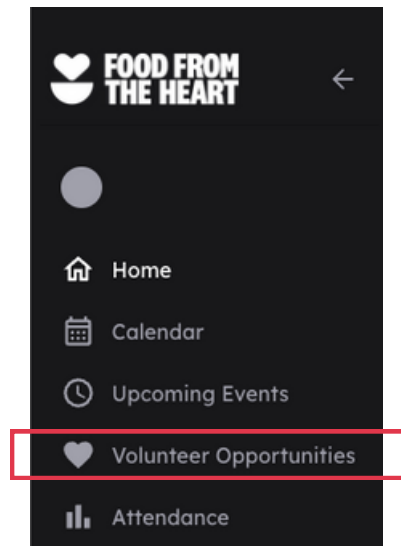 FOOD FROM
THE HEART
Home
Calendar
Upcoming Events
Volunteer Opportunities
Attendance